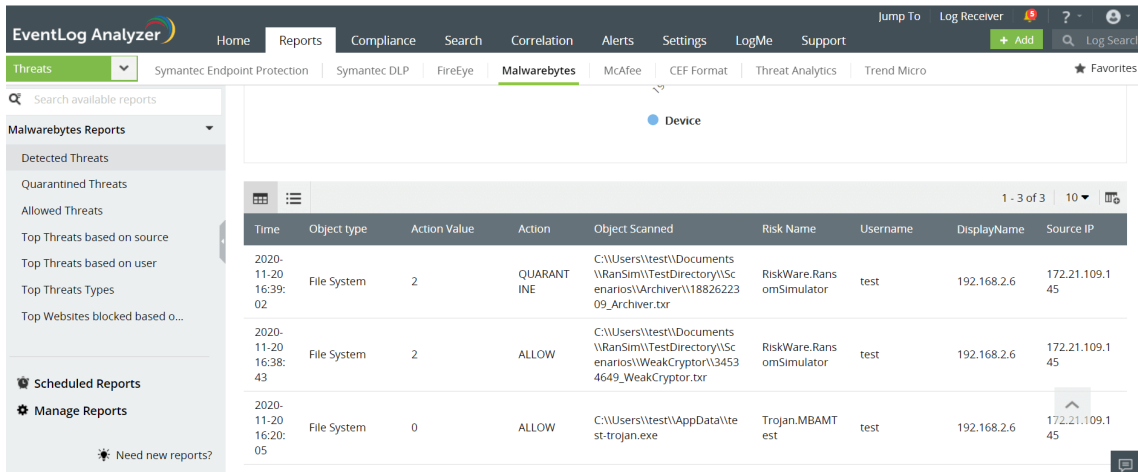 Jump To Log Receiver 5 ?
EventLog Analyzer
Home Reports Compliance Search Correlation Alerts Settings LogMe Support
+ Add Log Search
Threats Symantec Endpoint Protection Symantec DLP FireEye Malwarebytes McAfee CEF Format Threat Analytics Trend Micro ★ Favorites
Search available reports
Malwarebytes Reports
Detected Threats
Quarantined Threats
Allowed Threats
Top Threats based on source
Top Threats based on user
Top Threats Types
Top Websites blocked based o...
Scheduled Reports
Manage Reports
Need new reports?
Device
1 - 3 of 3 10
Time Object type Action Value Action Object Scanned Risk Name Username DisplayName Source IP
2020-
11-20
16:39:
02
File System
2
QUARANT
INE
C:\\Users\\test\\Documents
\\RanSim\\TestDirectory\\Sc
enarios\\Archiver\\18826223
09_Archiver.txr
RiskWare.Rans
omSimulator
test
192.168.2.6
172.21.109.1
45
2020-
11-20
16:38:
43
File System
2
ALLOW
C:\\Users\\test\\Documents
\\RanSim\\TestDirectory\\Sc
enarios\\WeakCryptor\\3453
4649_WeakCryptor.txr
RiskWare.Rans
omSimulator
test
192.168.2.6
172.21.109.1
45
2020-
11-20
16:20:
05
File System
0
ALLOW
C:\\Users\\test\\AppData\\te
st-trojan.exe
Trojan.MBAMT
est
test
192.168.2.6
172.21.109.1
45